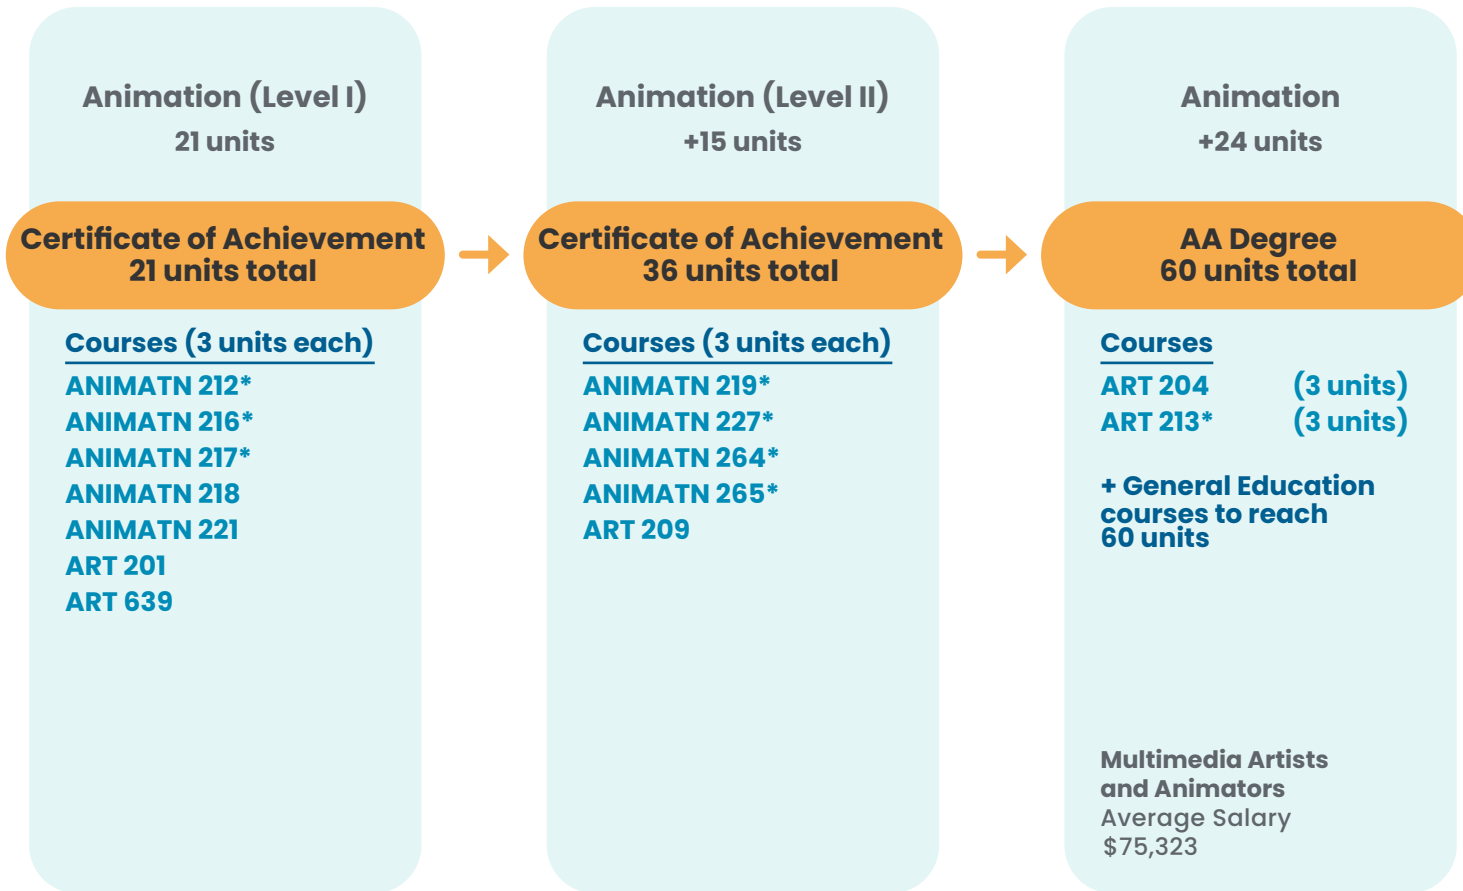 Animation (Level I)
21 units
Certificate of Achievement
21 units total
Courses (3 units each)
ANIMATN 212*
ANIMATN 216*
ANIMATN 217*
ANIMATN 218
ANIMATN 221
ART 201
ART 639
Animation (Level II)
+15 units
Certificate of Achievement
36 units total
Courses (3 units each)
ANIMATN 219*
ANIMATN 227*
ANIMATN 264*
ANIMATN 265*
ART 209
Animation
+24 units
AA Degree
60 units total
Courses
ART 204 (3 units)
ART 213* (3 units)
+ General Education
courses to reach
60 units
Multimedia Artists
and Animators
Average Salary
$75,323